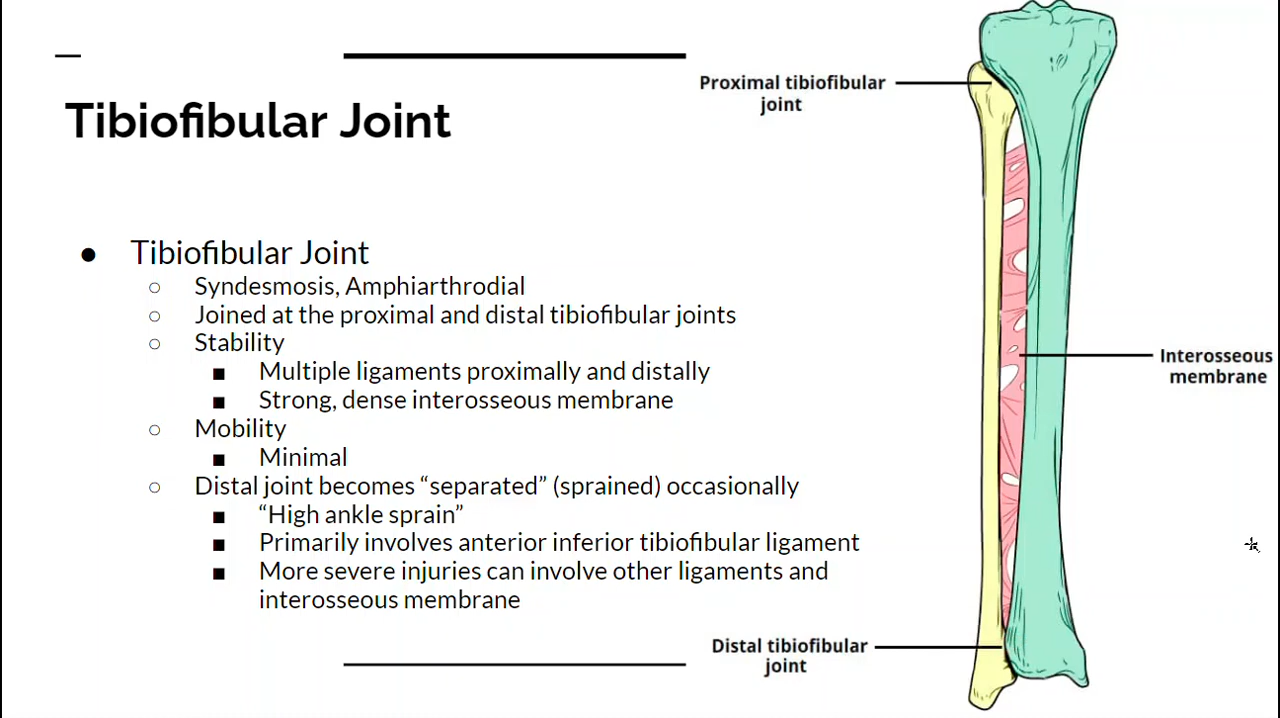 Tibiofibular Joint
● Tibiofibular Joint
○ Syndesmosis, Amphiarthrodial
○ Joined at the proximal and distal tibiofibular joints
○ Stability
■ Multiple ligaments proximally and distally
■ Strong, dense interosseous membrane
○ Mobility
■ Minimal
○ Distal joint becomes “separated” (sprained) occasionally
■ “High ankle sprain”
■ Primarily involves anterior inferior tibiofibular ligament
■ More severe injuries can involve other ligaments and
interosseous membrane
Proximal tibiofibular
joint
Interosseous
membrane
Distal tibiofibular
joint